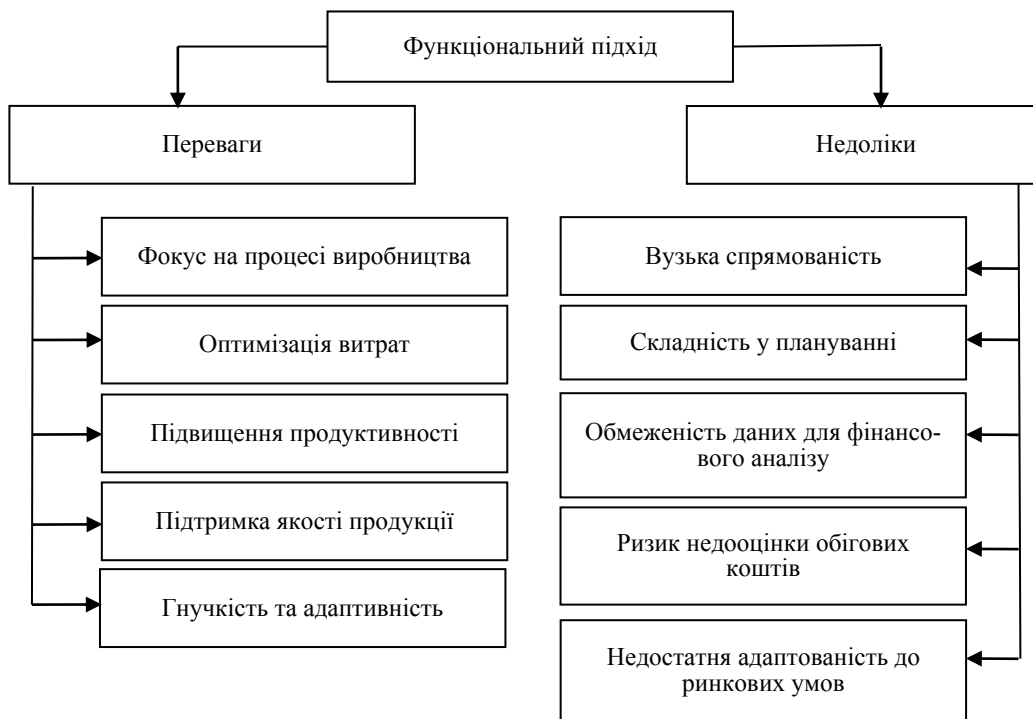 Функціональний підхід
Переваги
Недоліки
Фокус на процесі виробництва
Оптимізація витрат
Підвищення продуктивності
Підтримка якості продукції
Гнучкість та адаптивність
Вузька спрямованість
Складність у плануванні
Обмеженість даних для фінансо-
вого аналізу
Ризик недооцінки обігових
коштів
Недостатня адаптованість до
ринкових умов